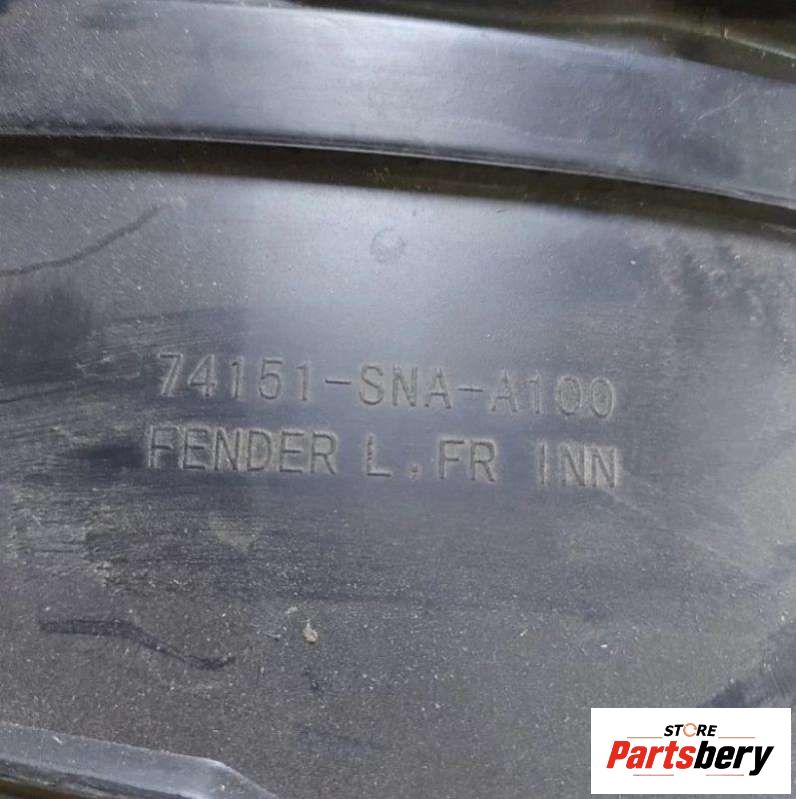 74151-SNA-A100
FENDER L,FR INN
STORE
Partsbery